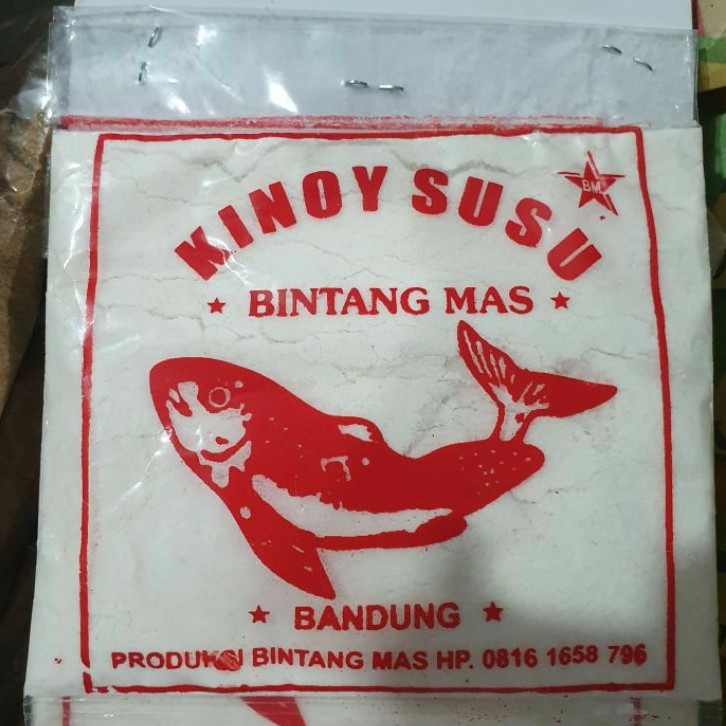 KINOY SUSU
BM
BINTANG MAS
BANDUNG
PRODUKSI BINTANG MAS HP. 0816 1658 796